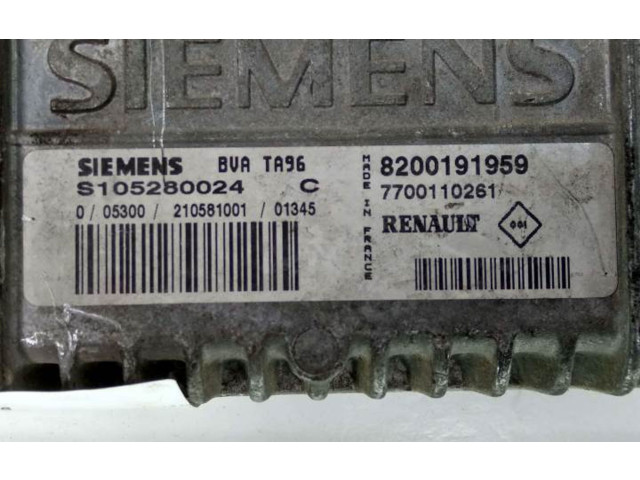 SIEMENS
SIEMENS BVA TA96
S105280024 C
0 / 05300 / 210581001 / 01345
MADE IN FRANCE
8200191959
7700110261
RENAULT